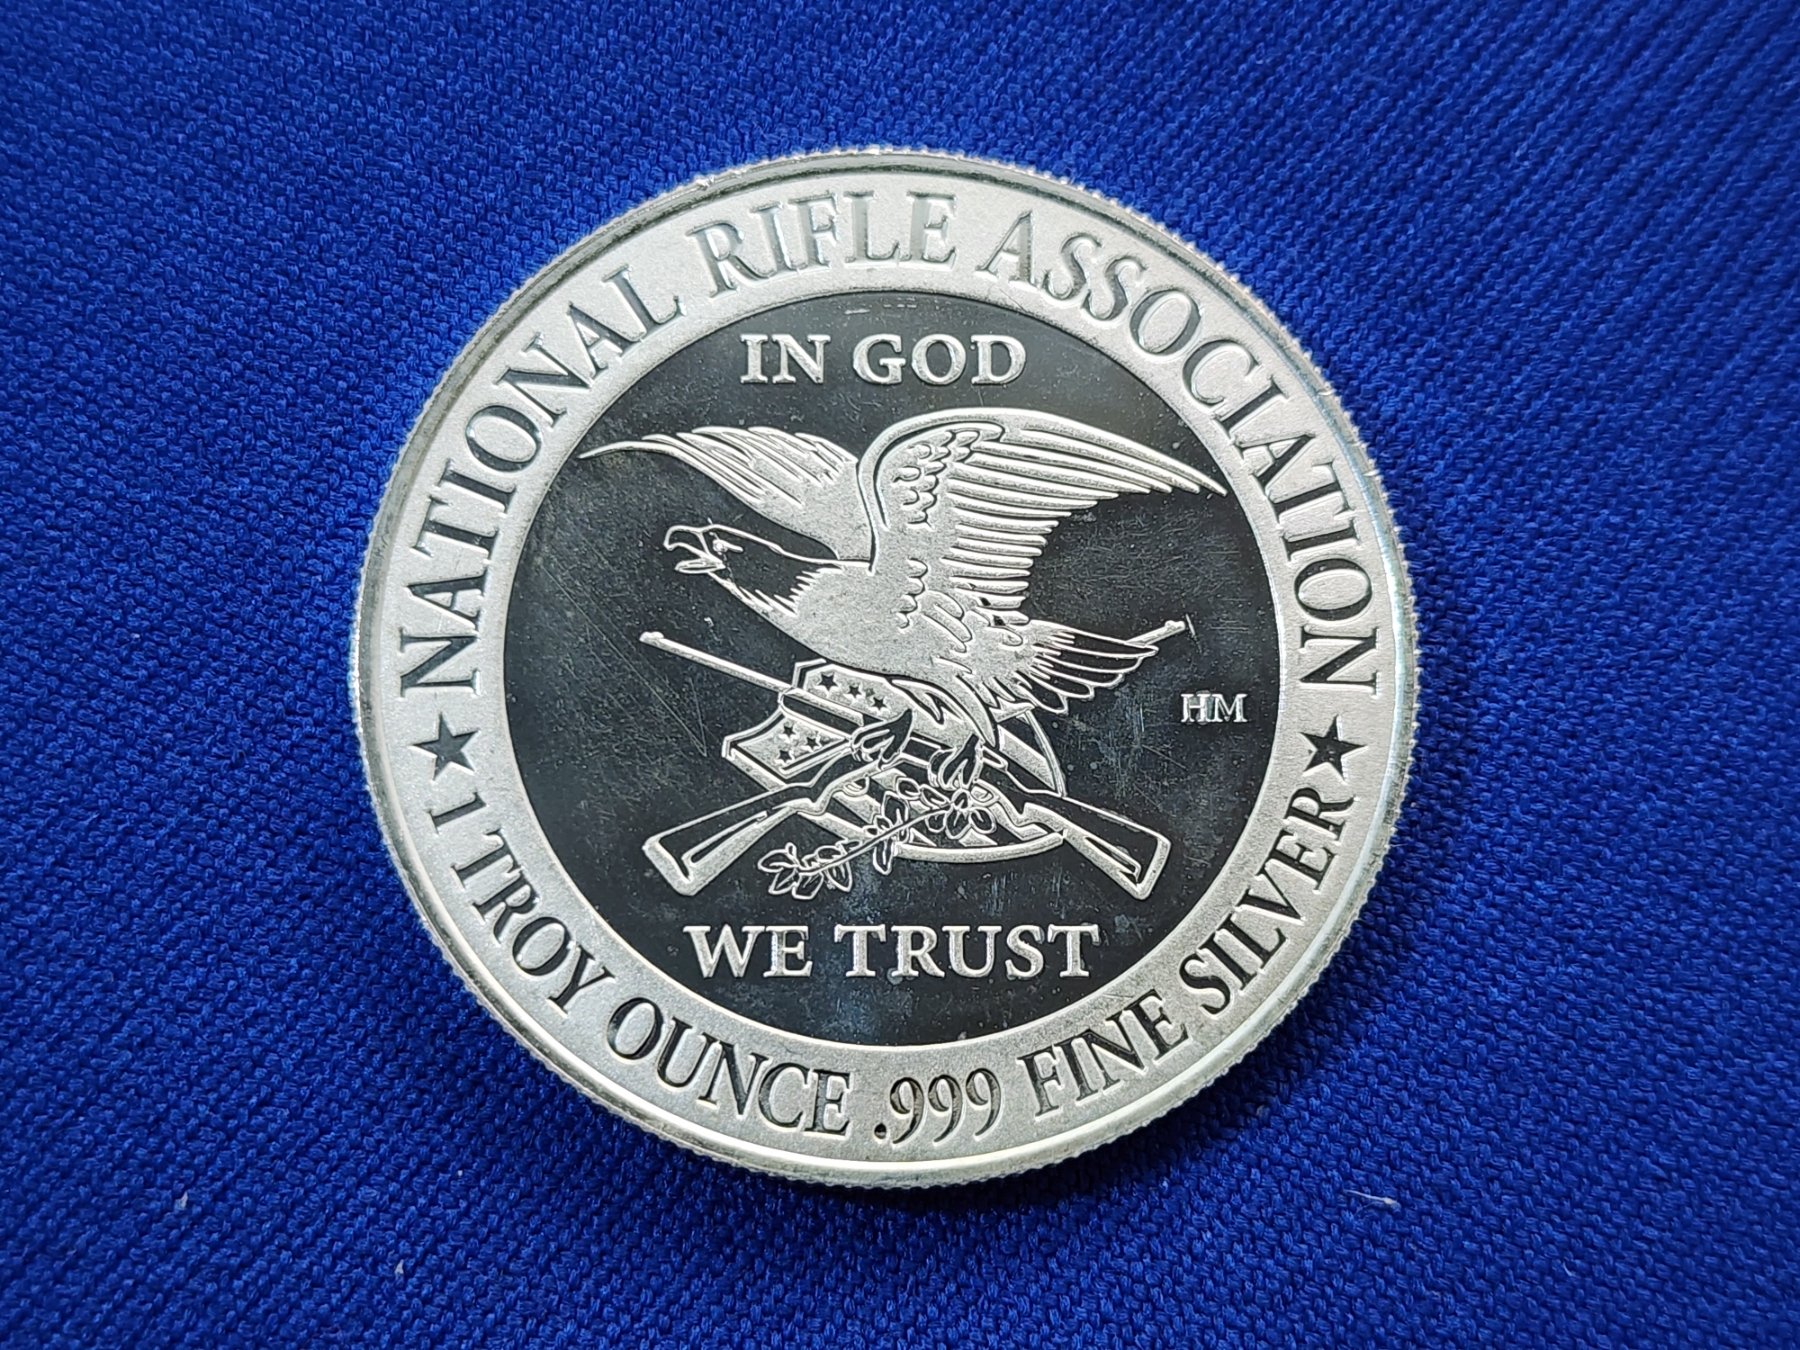 NATIONAL RIFLE ASSOCIATION
IN GOD
HM
WE TRUST
1 TROY OUNCE .999 FINE SILVER